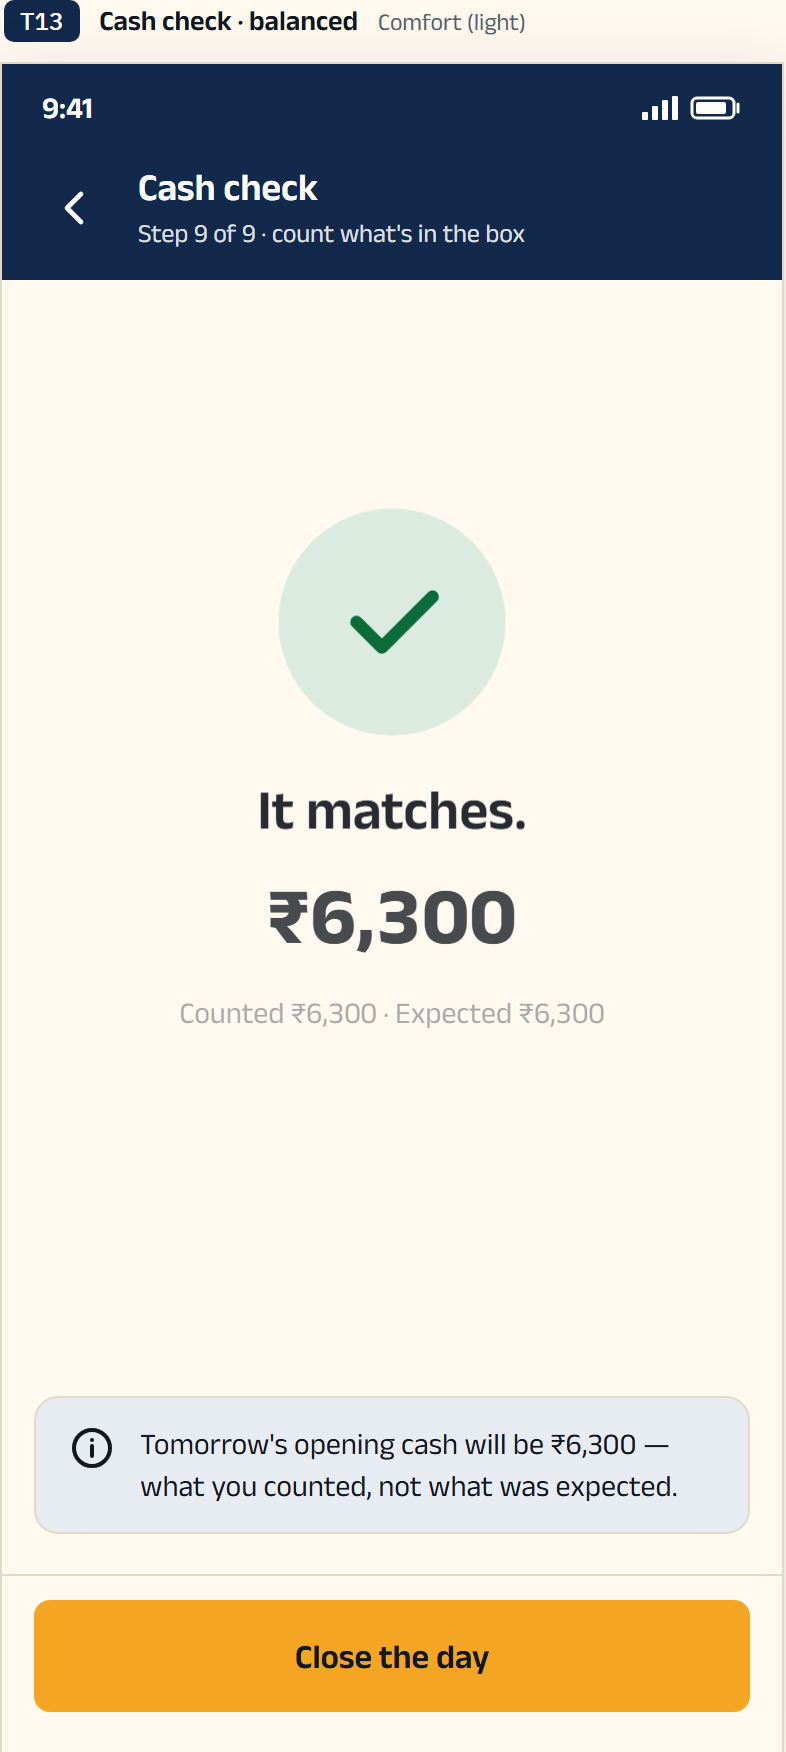 T13 Cash check · balanced Comfort (light)
9:41
Cash check
Step 9 of 9 · count what's in the box
It matches.
₹6,300
Counted ₹6,300 · Expected ₹6,300
Tomorrow's opening cash will be ₹6,300 —
what you counted, not what was expected.
Close the day